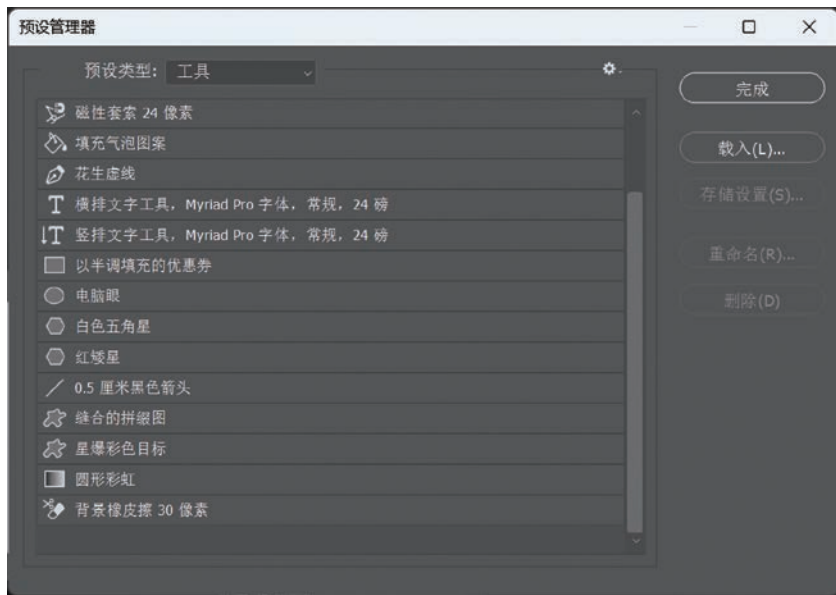 预设管理器
预设类型: 工具
完成
磁性套索 24 像素
填充气泡图案
载入(L)...
花生虚线
存储设置(S)...
横排文字工具，Myriad Pro 字体，常规，24 磅
竖排文字工具，Myriad Pro 字体，常规，24 磅
重命名(R)...
以半调填充的优惠券
电脑眼
删除(D)
白色五角星
红矮星
0.5 厘米黑色箭头
缝合的拼缀图
星爆彩色目标
圆形彩虹
背景橡皮擦 30 像素